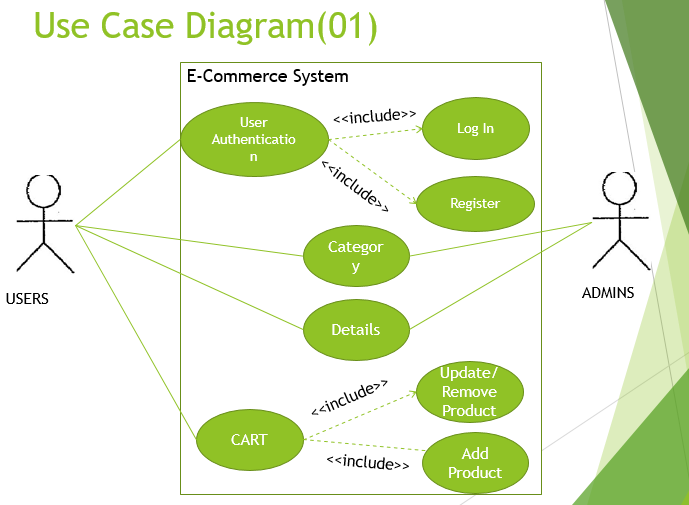 Use Case Diagram(01)
E-Commerce System
User
Authenticatio
n
<<include>>
Log In
<<include>>
Register
USERS
Categor
y
ADMINS
Details
<<include>>
Update/
Remove
Product
CART
<<include>>
Add
Product